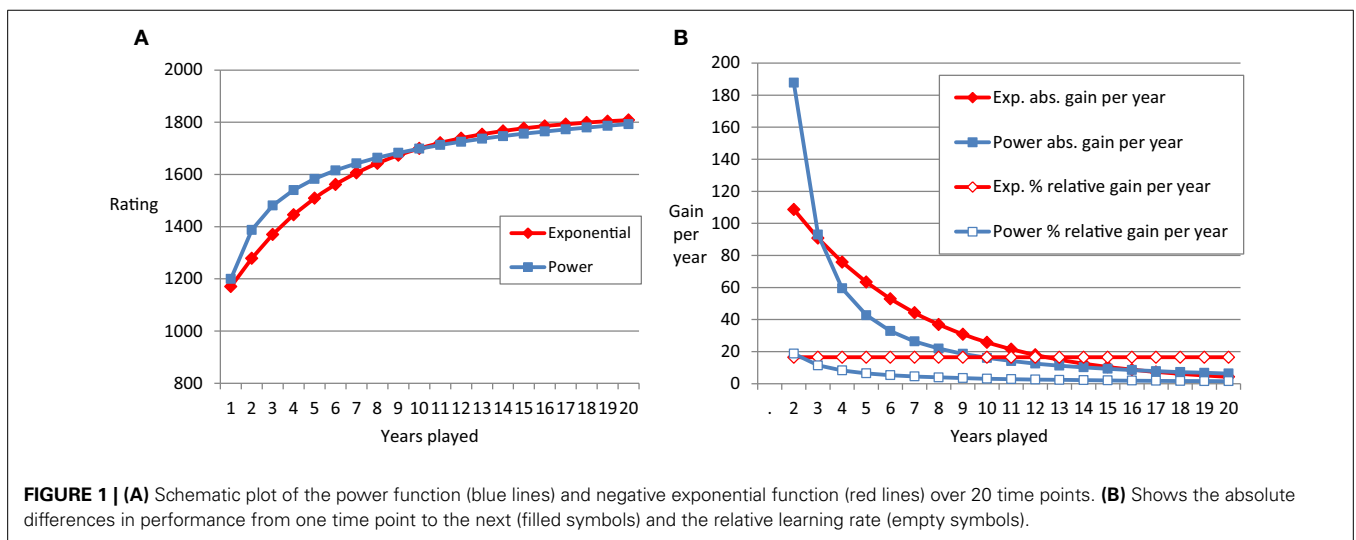 A
2000
1800
1600
1400
1200
1000
800
Rating
Exponential
Power
1 2 3 4 5 6 7 8 9 10 11 12 13 14 15 16 17 18 19 20
Years played
B
200
180
160
140
120
100
80
60
40
20
0
Gain
per
year
Exp. abs. gain per year
Power abs. gain per year
Exp. % relative gain per year
Power % relative gain per year
. 2 3 4 5 6 7 8 9 10 11 12 13 14 15 16 17 18 19 20
Years played
FIGURE 1 | (A) Schematic plot of the power function (blue lines) and negative exponential function (red lines) over 20 time points. (B) Shows the absolute
differences in performance from one time point to the next (filled symbols) and the relative learning rate (empty symbols).